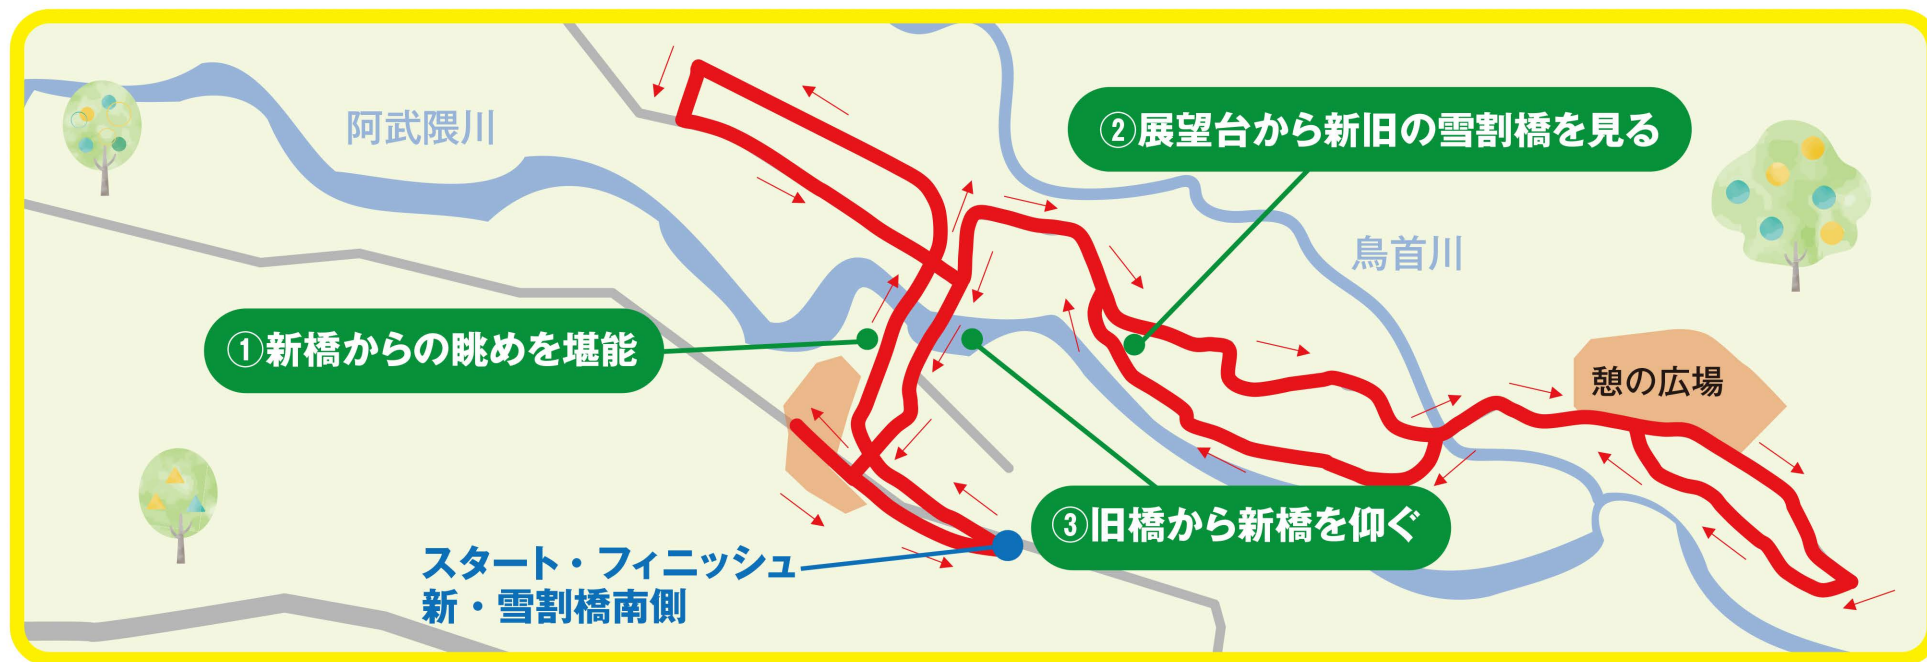 阿武隈川
②展望台から新旧の雪割橋を見る
鳥首川
①新橋からの眺めを堪能
憩の広場
③旧橋から新橋を仰ぐ
スタート・フィニッシュ
新・雪割橋南側